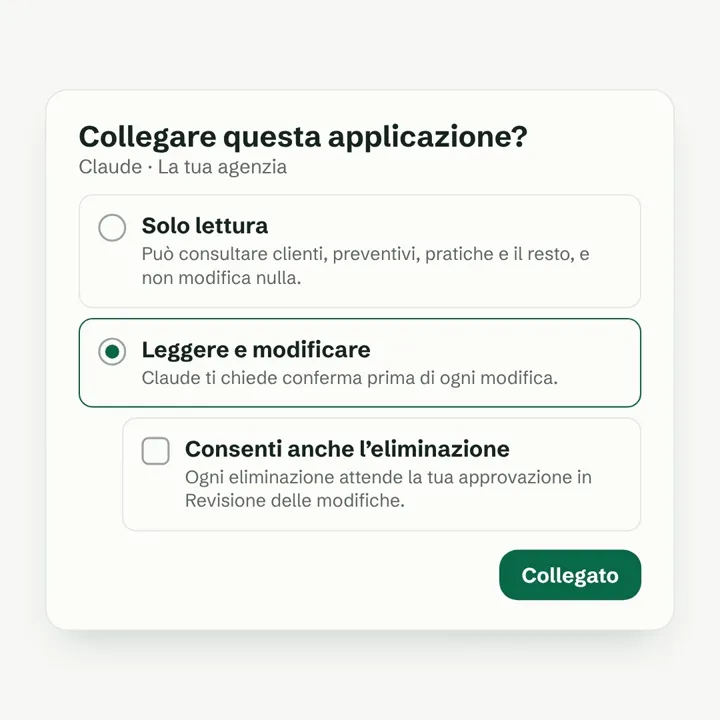 Collegare questa applicazione?
Claude · La tua agenzia
Solo lettura
Può consultare clienti, preventivi, pratiche e il resto, e
non modifica nulla.
Leggere e modificare
Claude ti chiede conferma prima di ogni modifica.
Consenti anche l’eliminazione
Ogni eliminazione attende la tua approvazione in
Revisione delle modifiche.
Collegato